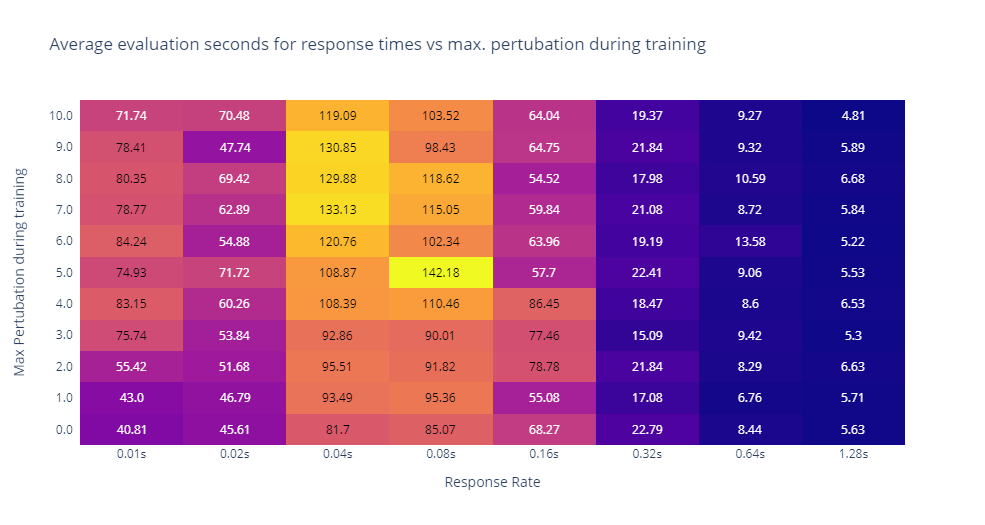 Average evaluation seconds for response times vs max. pertubation during training
Max Pertubation during training
10.0 71.74 70.48 119.09 103.52 64.04 19.37 9.27 4.81
9.0 78.41 47.74 130.85 98.43 64.75 21.84 9.32 5.89
8.0 80.35 69.42 129.88 118.62 54.52 17.98 10.59 6.68
7.0 78.77 62.89 133.13 115.05 59.84 21.08 8.72 5.84
6.0 84.24 54.88 120.76 102.34 63.96 19.19 13.58 5.22
5.0 74.93 71.72 108.87 142.18 57.7 22.41 9.06 5.53
4.0 83.15 60.26 108.39 110.46 86.45 18.47 8.6 6.53
3.0 75.74 53.84 92.86 90.01 77.46 15.09 9.42 5.3
2.0 55.42 51.68 95.51 91.82 78.78 21.84 8.29 6.63
1.0 43.0 46.79 93.49 95.36 55.08 17.08 6.76 5.71
0.0 40.81 45.61 81.7 85.07 68.27 22.79 8.44 5.63
0.01s 0.02s 0.04s 0.08s 0.16s 0.32s 0.64s 1.28s
Response Rate